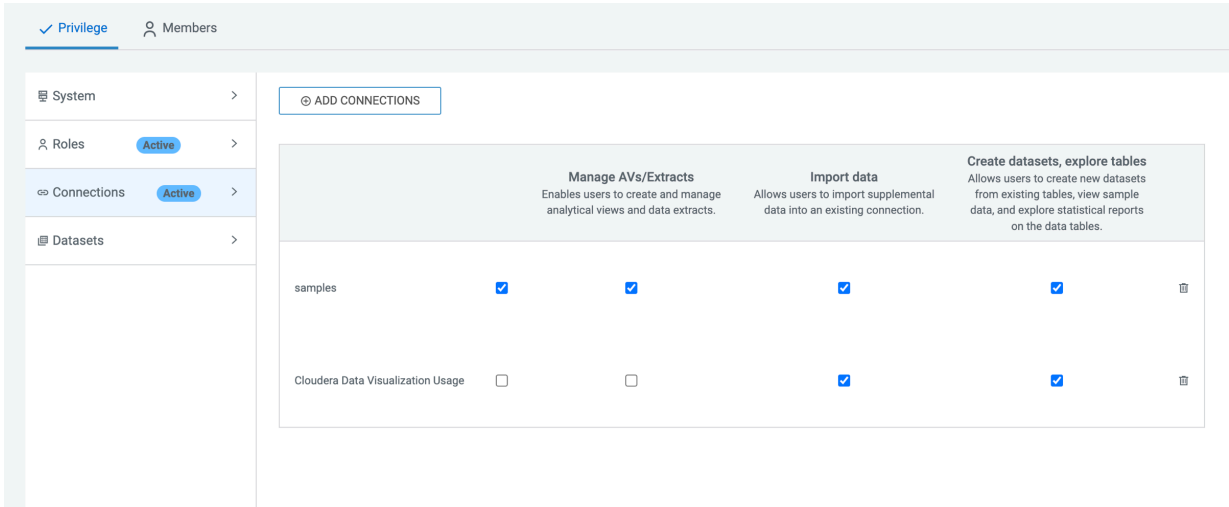 Privilege
Members
System
Roles
Active
Connections
Active
Datasets
ADD CONNECTIONS
Manage AVs/Extracts
Enables users to create and manage
analytical views and data extracts.
Import data
Allows users to import supplemental
data into an existing connection.
Create datasets, explore tables
Allows users to create new datasets
from existing tables, view sample
data, and explore statistical reports
on the data tables.
samples
Cloudera Data Visualization Usage